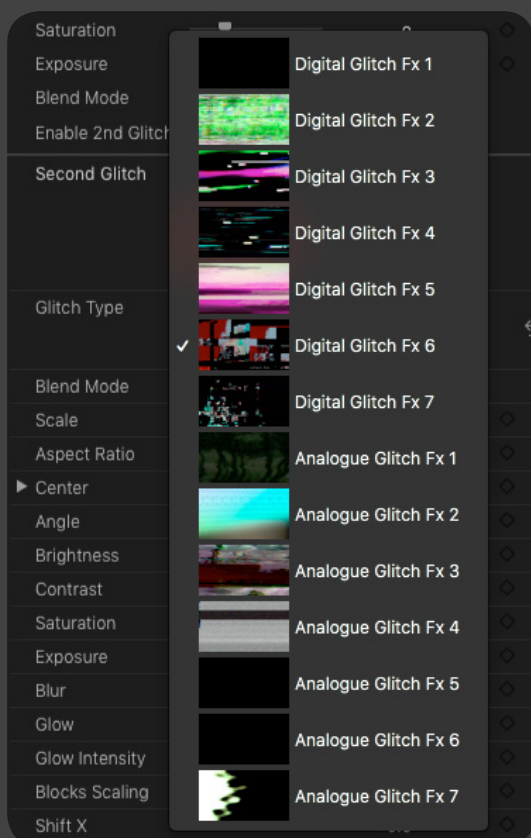 Saturation
Exposure
Blend Mode
Enable 2nd Glitch
Second Glitch
Glitch Type
Blend Mode
Scale
Aspect Ratio
Center
Angle
Brightness
Contrast
Saturation
Exposure
Blur
Glow
Glow Intensity
Blocks Scaling
Shift X
Digital Glitch Fx 1
Digital Glitch Fx 2
Digital Glitch Fx 3
Digital Glitch Fx 4
Digital Glitch Fx 5
Digital Glitch Fx 6
Digital Glitch Fx 7
Analogue Glitch Fx 1
Analogue Glitch Fx 2
Analogue Glitch Fx 3
Analogue Glitch Fx 4
Analogue Glitch Fx 5
Analogue Glitch Fx 6
Analogue Glitch Fx 7